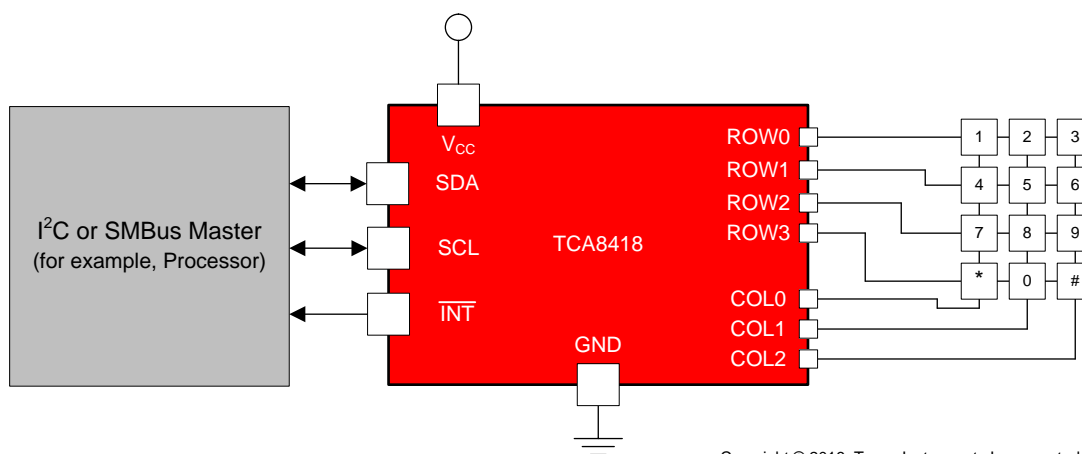 V_CC
SDA
SCL
I²C or SMBus Master
(for example, Processor)
INT
TCA8418
GND
ROW0
ROW1
ROW2
ROW3
COL0
COL1
COL2
1 2 3
4 5 6
7 8 9
* 0 #